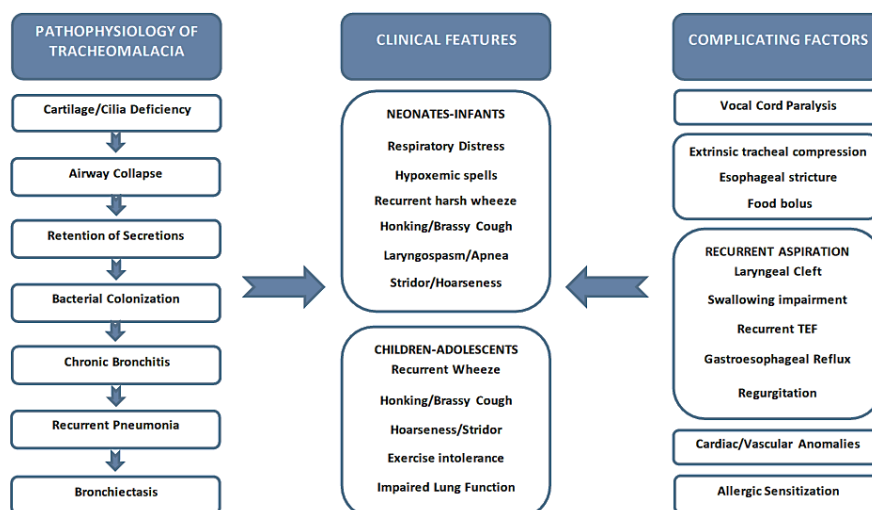 PATHOPHYSIOLOGY OF
TRACHEOMALACIA
Cartilage/Cilia Deficiency
Airway Collapse
Retention of Secretions
Bacterial Colonization
Chronic Bronchitis
Recurrent Pneumonia
Bronchiectasis
CLINICAL FEATURES
NEONATES-INFANTS
Respiratory Distress
Hypoxemic spells
Recurrent harsh wheeze
Honking/Brassy Cough
Laryngospasm/Apnea
Stridor/Hoarseness
CHILDREN-ADOLESCENTS
Recurrent Wheeze
Honking/Brassy Cough
Hoarseness/Stridor
Exercise intolerance
Impaired Lung Function
COMPLICATING FACTORS
Vocal Cord Paralysis
Extrinsic tracheal compression
Esophageal stricture
Food bolus
RECURRENT ASPIRATION
Laryngeal Cleft
Swallowing impairment
Recurrent TEF
Gastroesophageal Reflux
Regurgitation
Cardiac/Vascular Anomalies
Allergic Sensitization